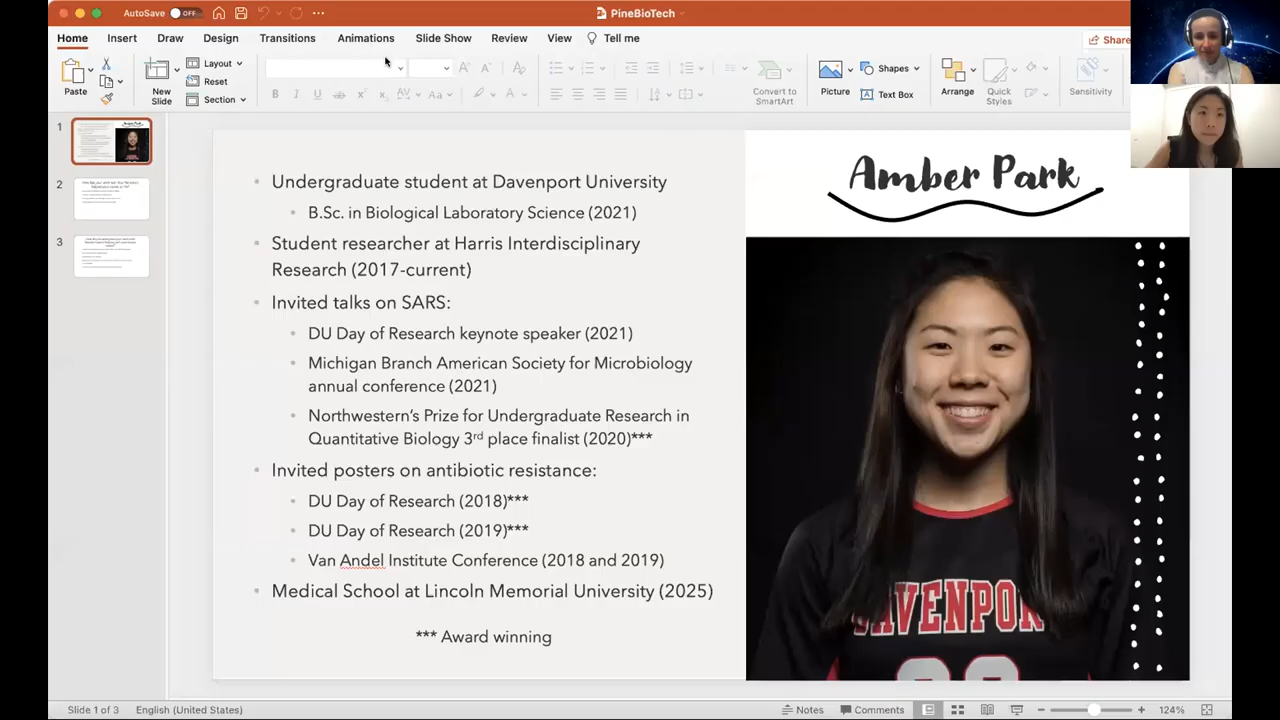 AutoSave OFF
PineBioTech
Home Insert Draw Design Transitions Animations Slide Show Review View Tell me
Share
Paste
New
Slide
Layout
Reset
Section
Convert to
SmartArt
Picture
Shapes
Text Box
Arrange
Quick
Styles
Sensitivity
1
2
3
Undergraduate student at Davenport University
B.Sc. in Biological Laboratory Science (2021)
Student researcher at Harris Interdisciplinary
Research (2017-current)
Invited talks on SARS:
DU Day of Research keynote speaker (2021)
Michigan Branch American Society for Microbiology
annual conference (2021)
Northwestern’s Prize for Undergraduate Research in
Quantitative Biology 3rd place finalist (2020)***
Invited posters on antibiotic resistance:
DU Day of Research (2018)***
DU Day of Research (2019)***
Van Andel Institute Conference (2018 and 2019)
Medical School at Lincoln Memorial University (2025)
*** Award winning
Amber Park
DAVENPORT
Slide 1 of 3 English (United States)
Notes Comments 124%